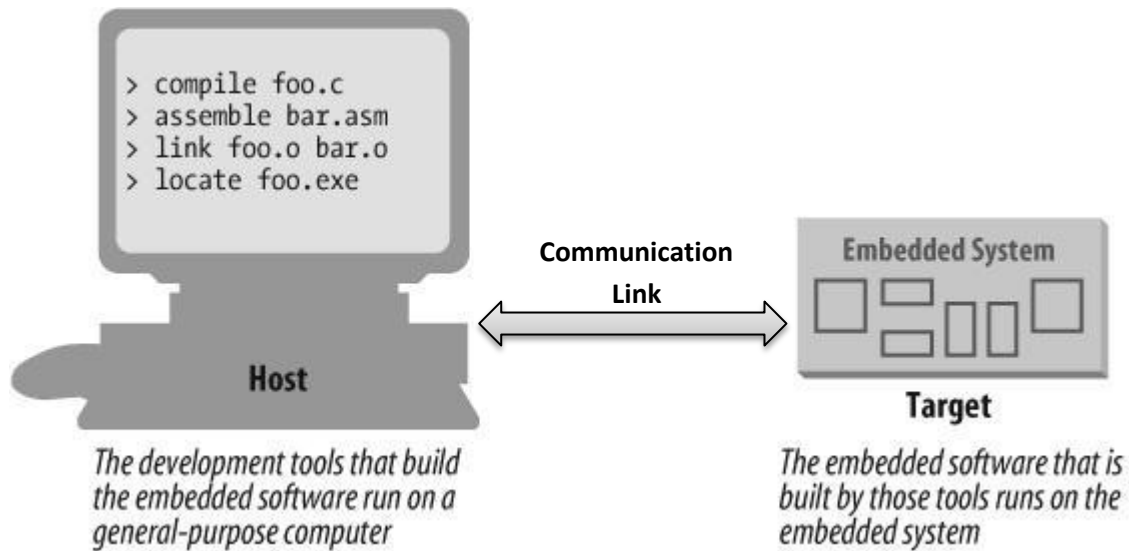 > compile foo.c
> assemble bar.asm
> link foo.o bar.o
> locate foo.exe
Communication
Link
Embedded System
Host
Target
The development tools that build
the embedded software run on a
general-purpose computer
The embedded software that is
built by those tools runs on the
embedded system